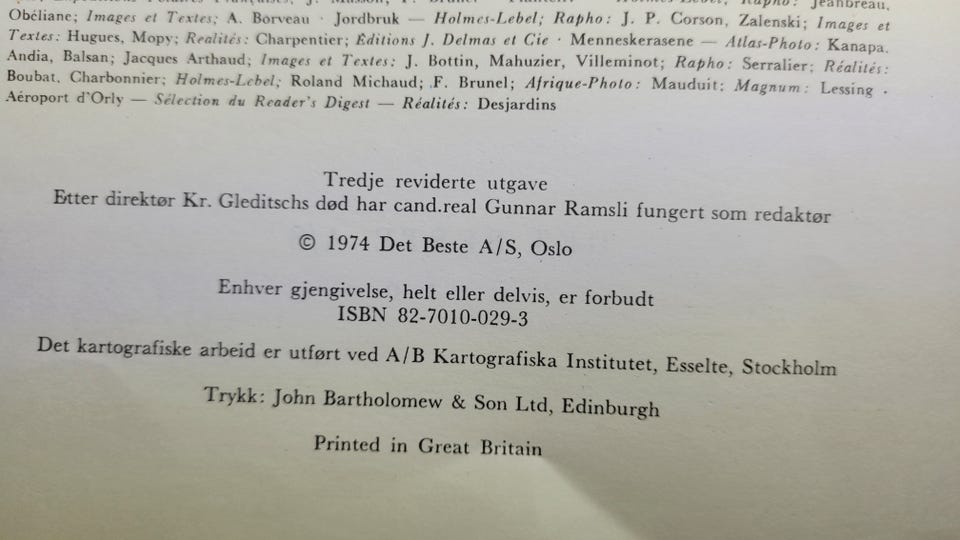 Obéliane; Images et Textes; A. Borveau · Jordbruk — Holmes-Lebel; Rapho: J. P. Corson, Zalenski; Images et
Textes: Hugues, Mopy; Realités: Charpentier; Éditions J. Delmas et Cie · Menneskerasene — Atlas-Photo: Kanapa,
Andia, Balsan; Jacques Arthaud; Images et Textes: J. Bottin, Mahuzier, Villeminot; Rapho: Serralier; Réalités:
Boubat, Charbonnier; Holmes-Lebel; Roland Michaud; F. Brunel; Afrique-Photo: Mauduit; Magnum: Lessing ·
Aéroport d'Orly — Sélection du Reader's Digest — Réalités: Desjardins
Tredje reviderte utgave
Etter direktør Kr. Gleditschs død har cand.real Gunnar Ramsli fungert som redaktør
© 1974 Det Beste A/S, Oslo
Enhver gjengivelse, helt eller delvis, er forbudt
ISBN 82-7010-029-3
Det kartografiske arbeid er utført ved A/B Kartografiska Institutet, Esselte, Stockholm
Trykk: John Bartholomew & Son Ltd, Edinburgh
Printed in Great Britain